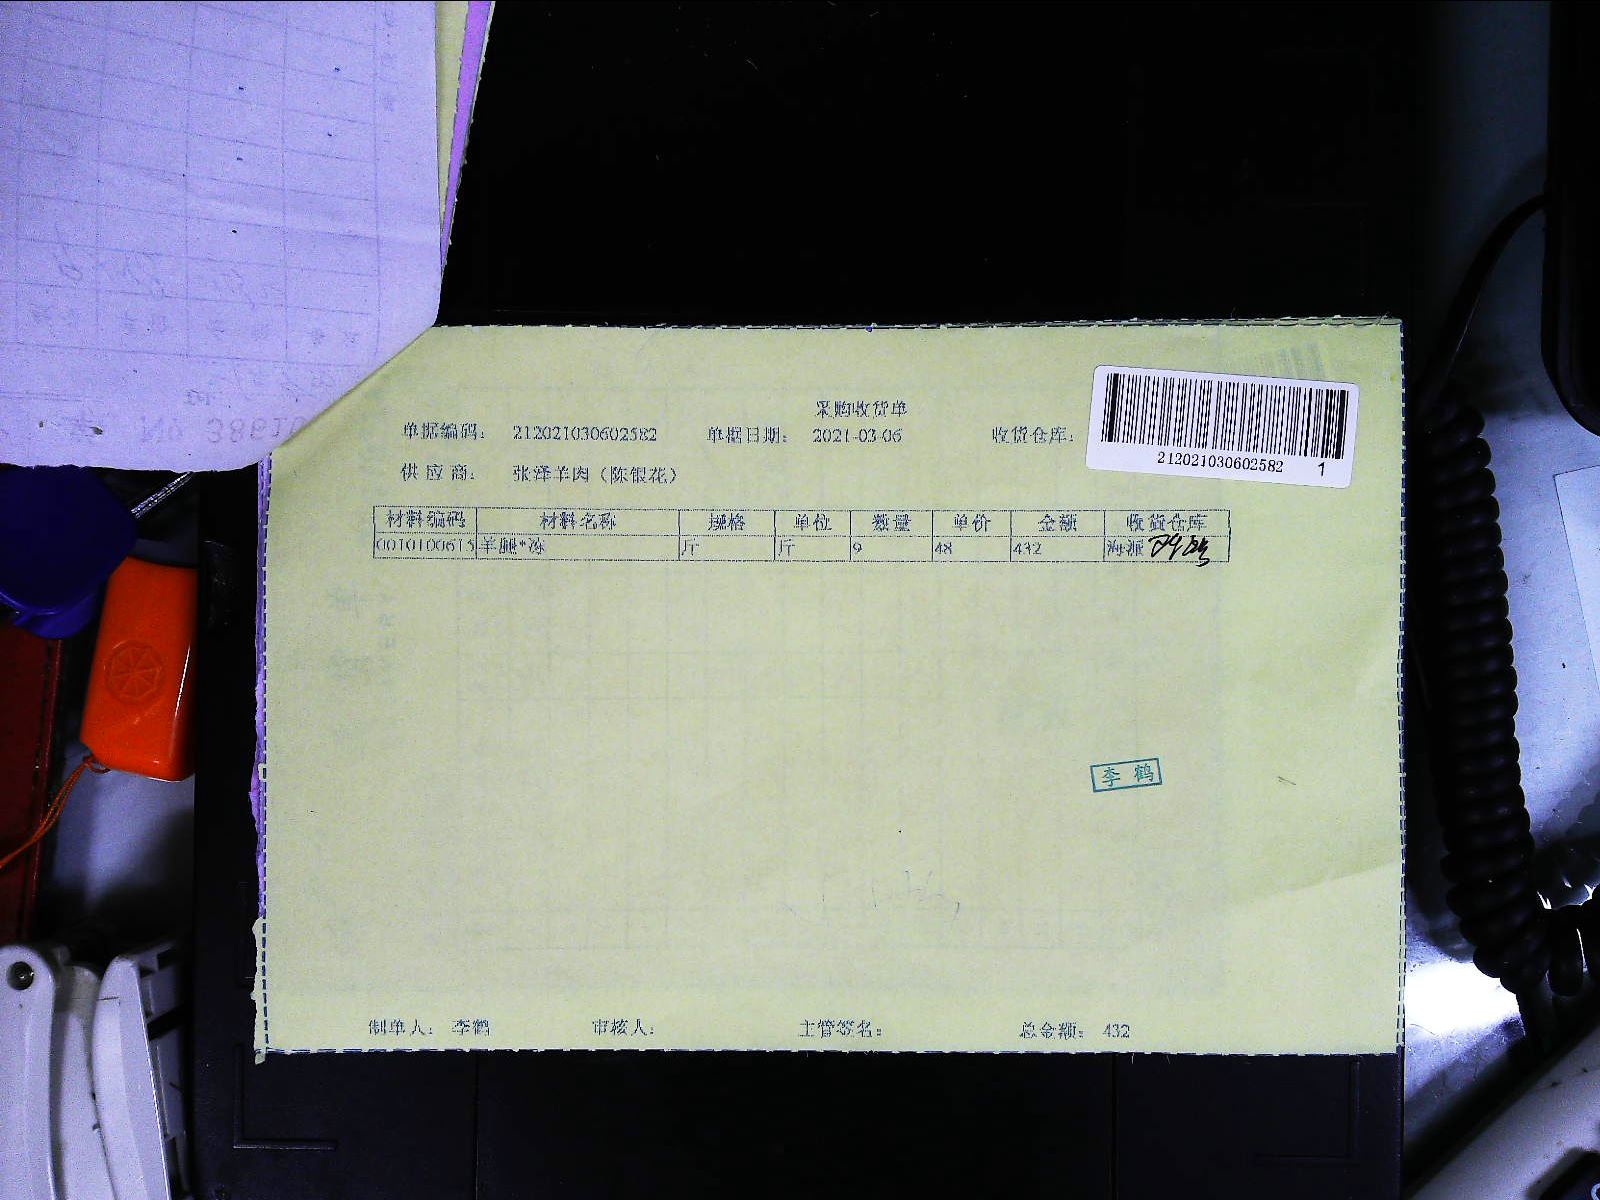 采购收货单
单据编码： 212021030602582 单据日期： 2021-03-06 收货仓库：
212021030602582 1
供应商： 张泽羊肉（陈银花）
材料编码 材料名称 规格 单位 数量 单价 金额 收货仓库
0010100615 羊腿*冻 斤 斤 9 48 432 海派
李鹤
制单人： 李鹤 审核人： 主管签名： 总金额： 432